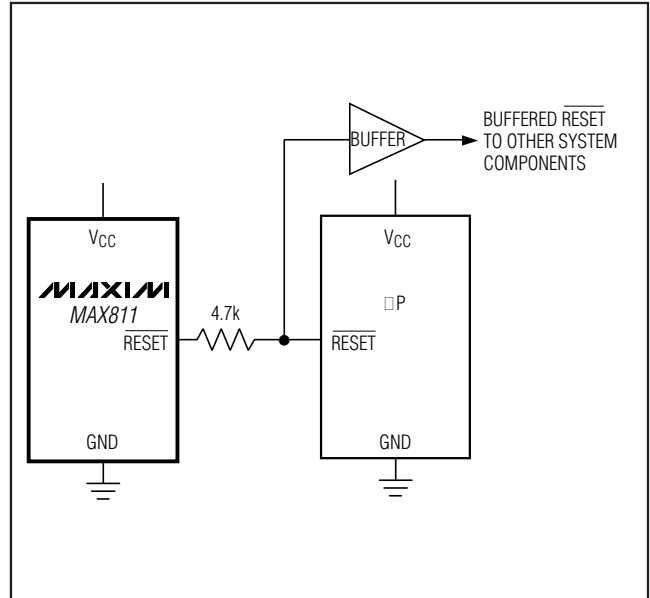 BUFFER
BUFFERED RESET
TO OTHER SYSTEM
COMPONENTS
VCC
MAXIM
MAX811
RESET
GND
4.7k
VCC
□P
RESET
GND